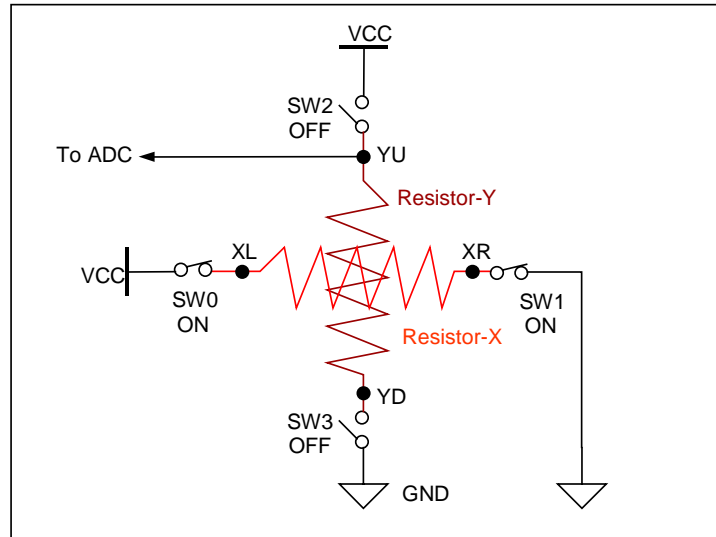 VCC
SW2
OFF
To ADC
YU
Resistor-Y
XL
XR
VCC
SW0
ON
SW1
ON
Resistor-X
YD
SW3
OFF
GND